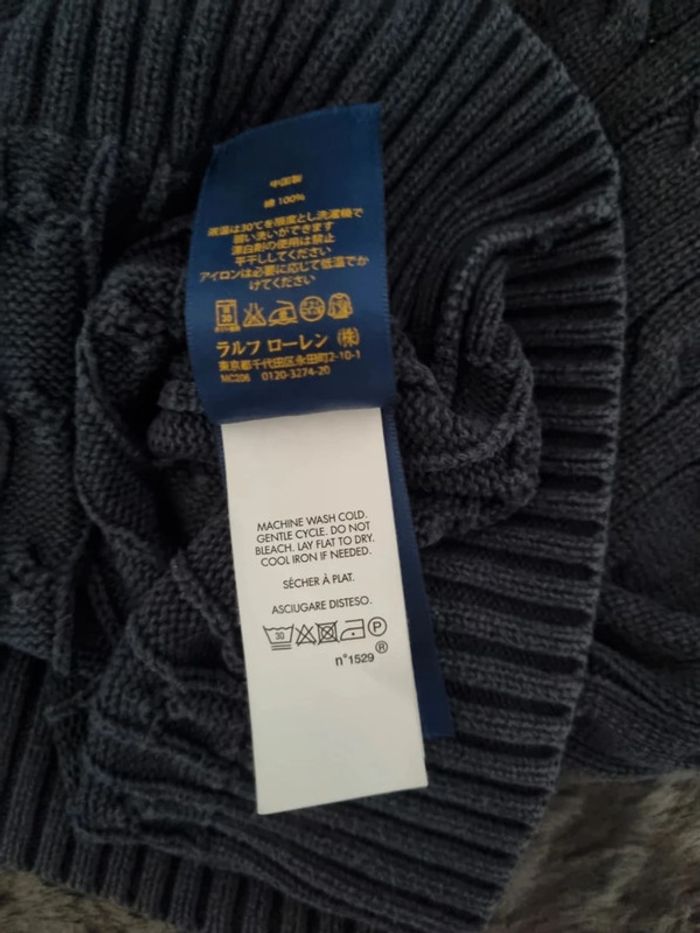 中国製
綿 100%
液温は30℃を限度とし洗濯機で
弱い洗いができます
漂白剤の使用は禁止
平干ししてください
アイロンは必要に応じて低温でか
けてください
30
ラルフ ローレン (株)
東京都千代田区永田町2-10-1
MC206 0120-3274-20
MACHINE WASH COLD.
GENTLE CYCLE. DO NOT
BLEACH. LAY FLAT TO DRY.
COOL IRON IF NEEDED.
SÉCHER À PLAT.
ASCIUGARE DISTESO.
30 P
n°1529 ®